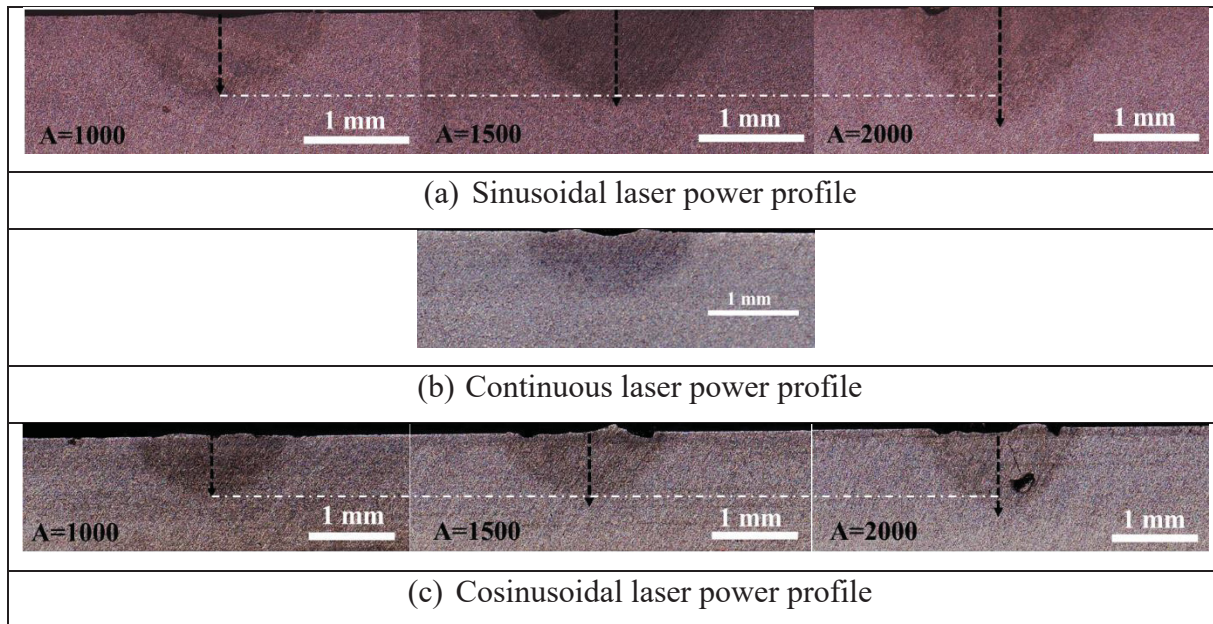 A=1000
1 mm
A=1500
1 mm
A=2000
1 mm
(a) Sinusoidal laser power profile
1 mm
(b) Continuous laser power profile
A=1000
1 mm
A=1500
1 mm
A=2000
1 mm
(c) Cosinusoidal laser power profile